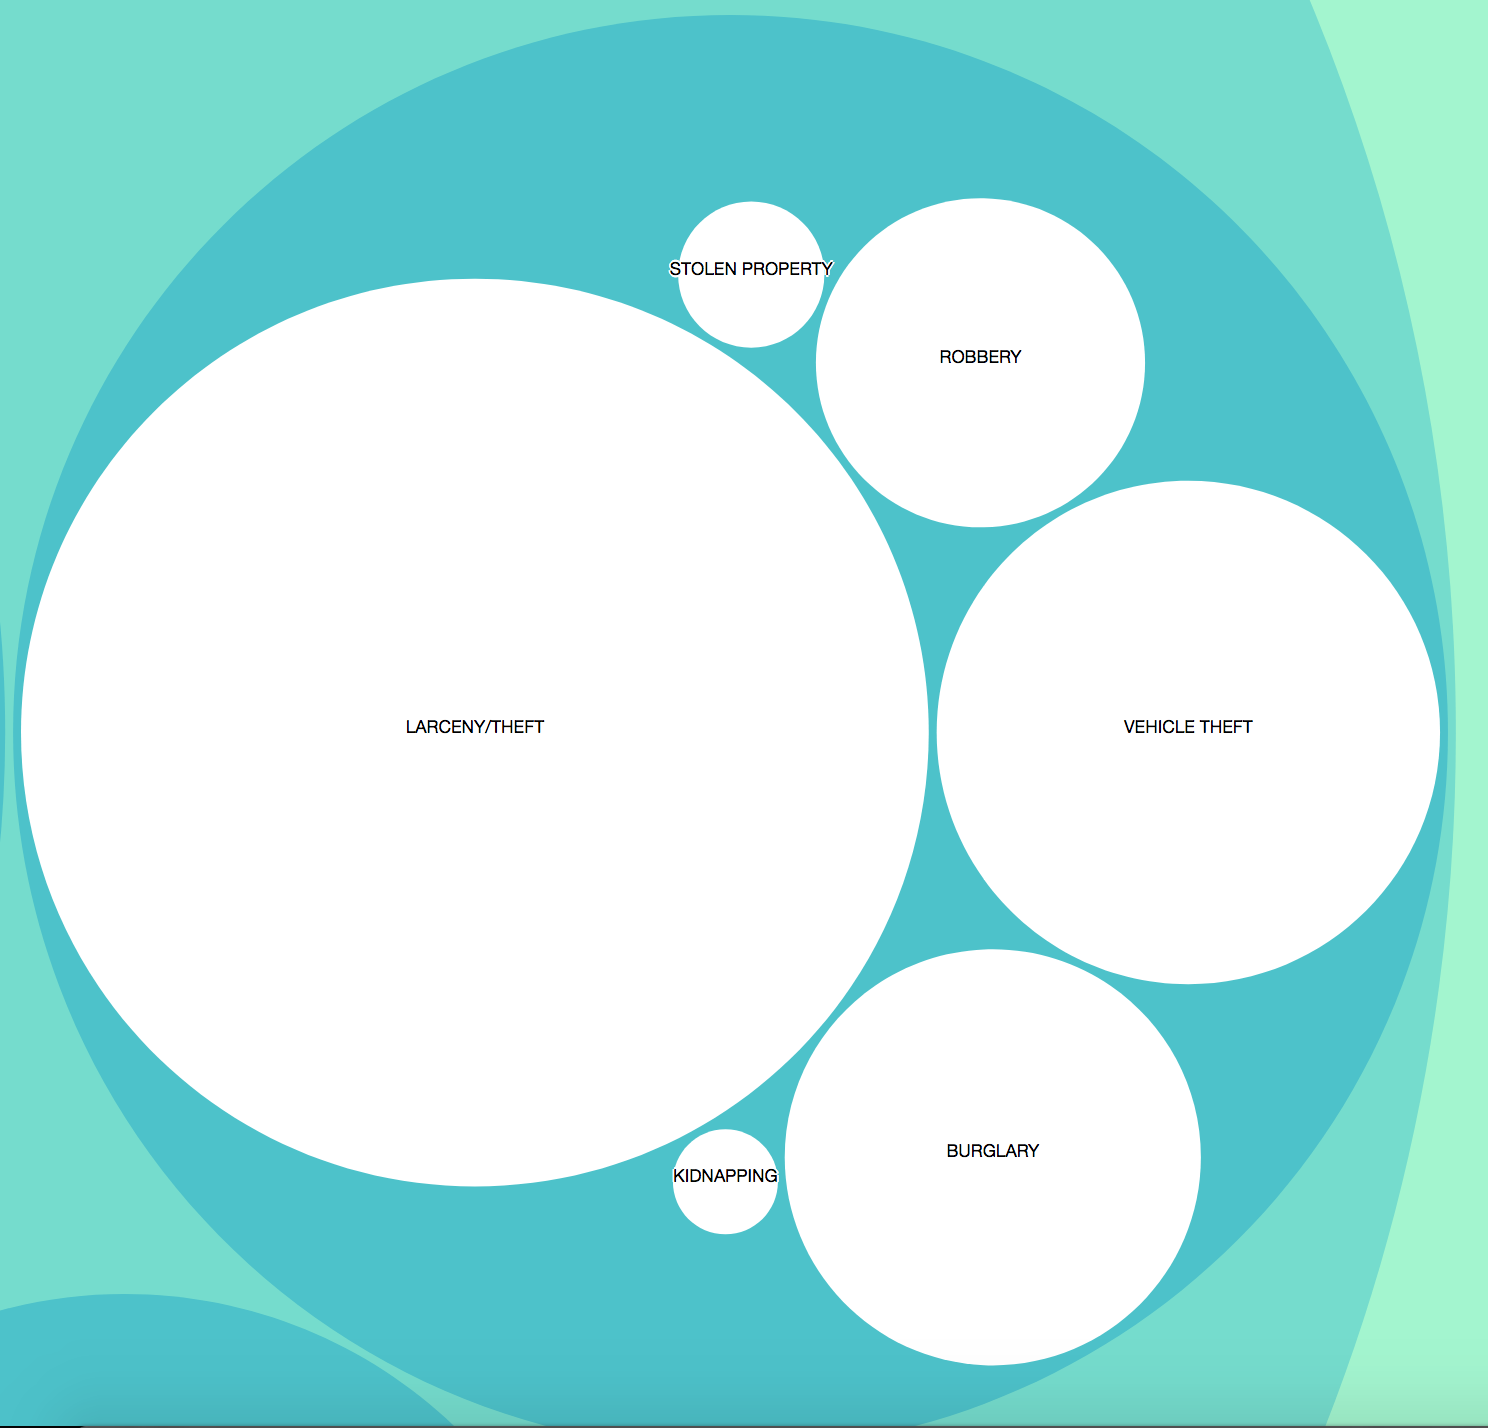 STOLEN PROPERTY
ROBBERY
LARCENY/THEFT
VEHICLE THEFT
BURGLARY
KIDNAPPING